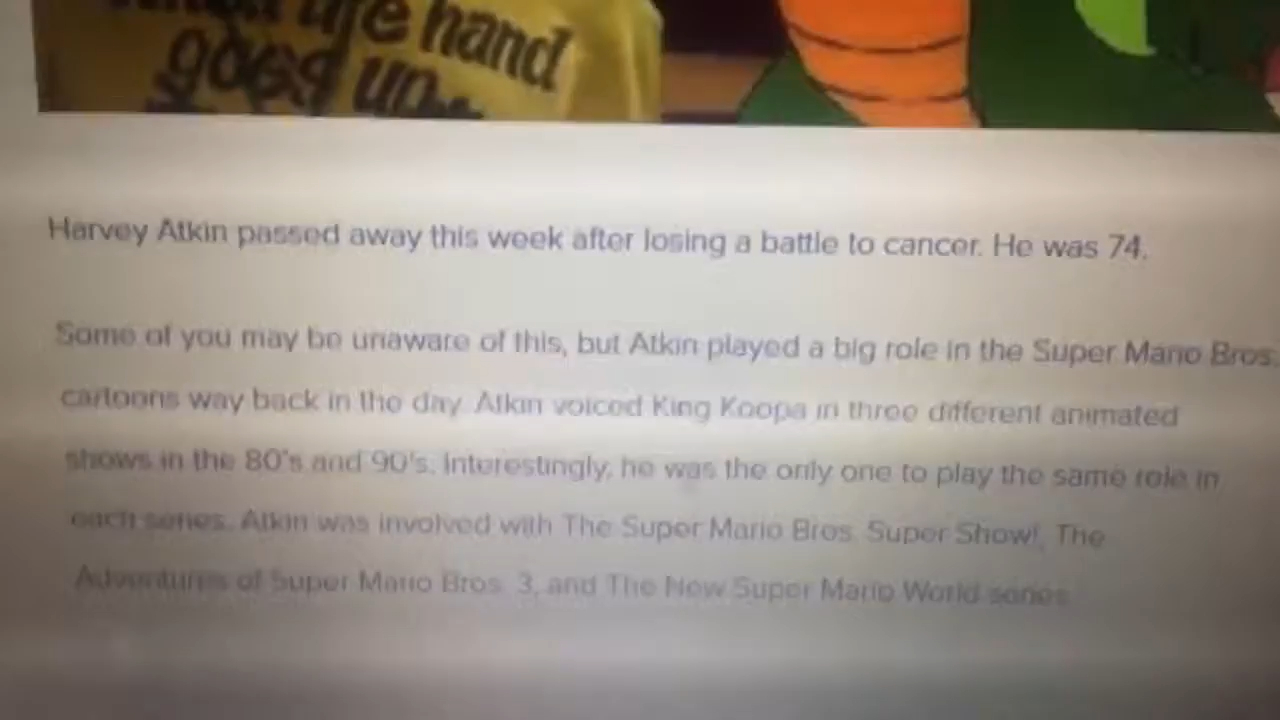 life hand
goes up
Harvey Atkin passed away this week after losing a battle to cancer. He was 74.
Some of you may be unaware of this, but Atkin played a big role in the Super Mario Bros.
cartoons way back in the day. Atkin voiced King Koopa in three different animated
shows in the 80's and 90's. Interestingly, he was the only one to play the same role in
each series. Atkin was involved with The Super Mario Bros. Super Show!, The
Adventures of Super Mario Bros. 3, and The New Super Mario World series.